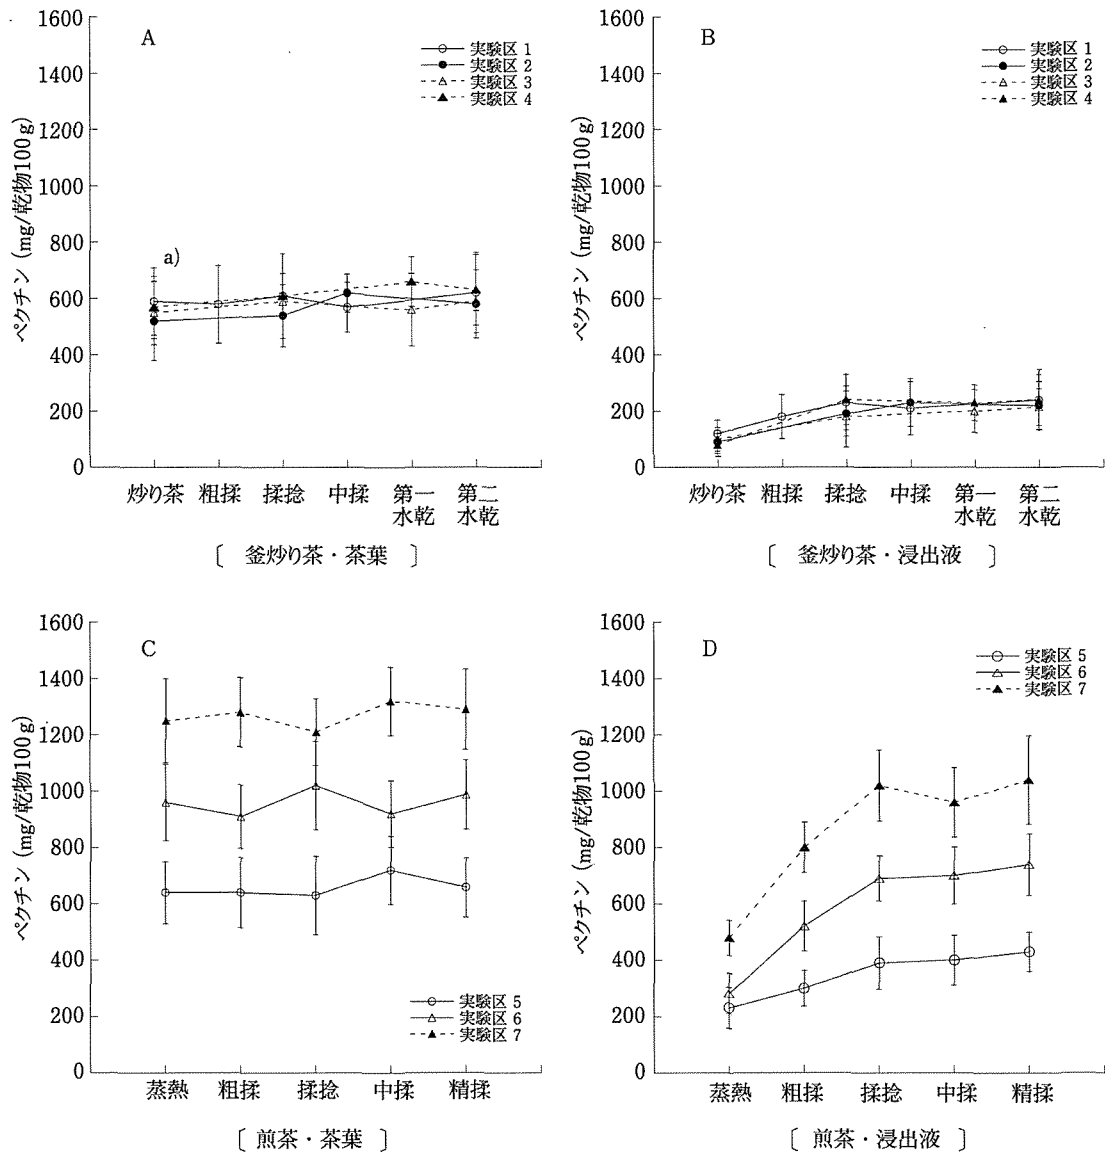 A
実験区 1
実験区 2
実験区 3
実験区 4
a)
ペクチン (mg/乾物100g)
1600
1400
1200
1000
800
600
400
200
0
炒り茶 粗揉 揉捻 中揉 第一水乾 第二水乾
〔 釜炒り茶・茶葉 〕
B
実験区 1
実験区 2
実験区 3
実験区 4
ペクチン (mg/乾物100g)
1600
1400
1200
1000
800
600
400
200
0
炒り茶 粗揉 揉捻 中揉 第一水乾 第二水乾
〔 釜炒り茶・浸出液 〕
C
実験区 5
実験区 6
実験区 7
ペクチン (mg/乾物100g)
1600
1400
1200
1000
800
600
400
200
0
蒸熱 粗揉 揉捻 中揉 精揉
〔 煎茶・茶葉 〕
D
実験区 5
実験区 6
実験区 7
ペクチン (mg/乾物100g)
1600
1400
1200
1000
800
600
400
200
0
蒸熱 粗揉 揉捻 中揉 精揉
〔 煎茶・浸出液 〕